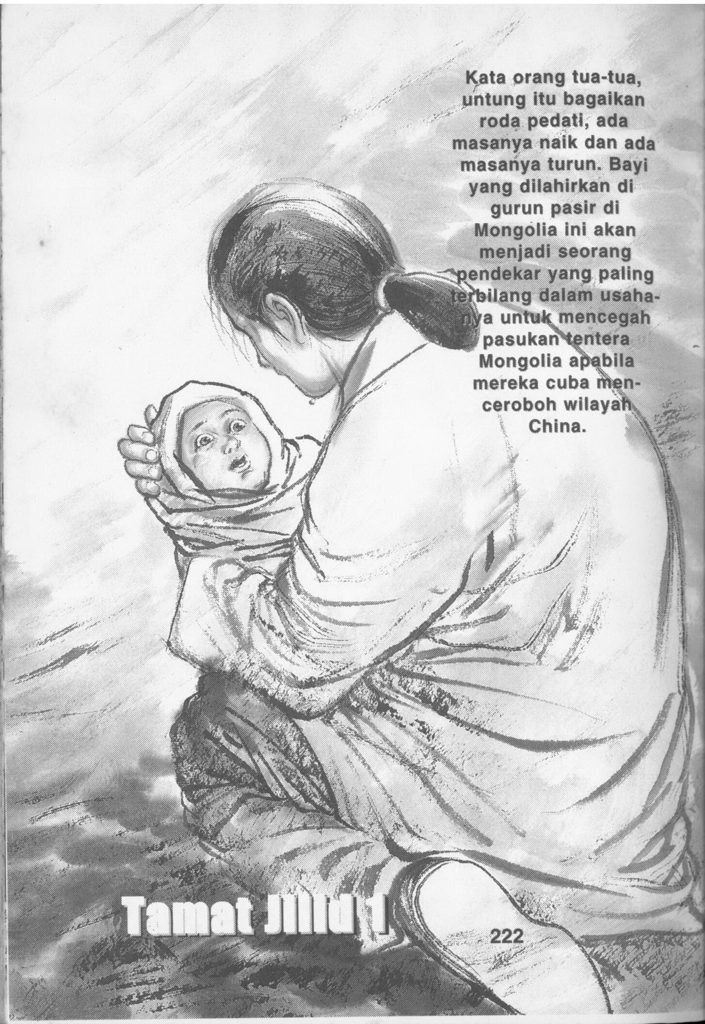 Kata orang tua-tua,
untung itu bagaikan
roda pedati, ada
masanya naik dan ada
masanya turun. Bayi
yang dilahirkan di
gurun pasir di
Mongolia ini akan
menjadi seorang
pendekar yang paling
terbilang dalam usaha-
nya untuk mencegah
pasukan tentera
Mongolia apabila
mereka cuba men-
ceroboh wilayah
China.
Tamat Jilid 1
222